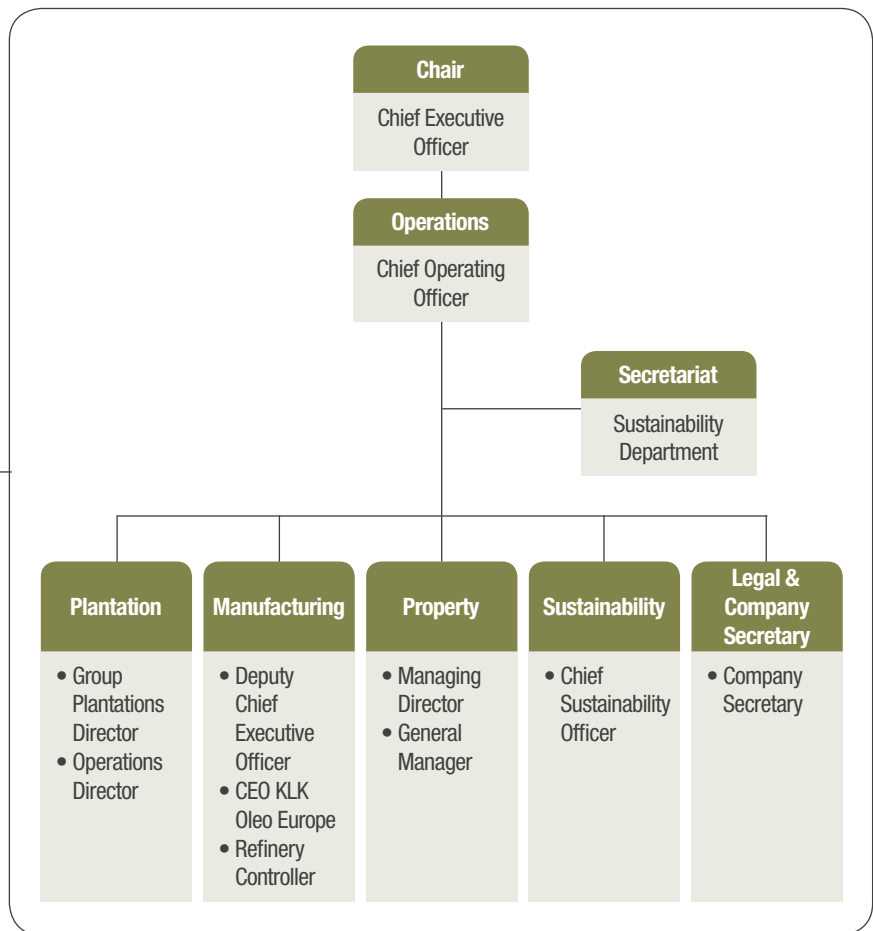 Chair
Chief Executive
Officer
Operations
Chief Operating
Officer
Secretariat
Sustainability
Department
Plantation
• Group
Plantations
Director
• Operations
Director
Manufacturing
• Deputy
Chief
Executive
Officer
• CEO KLK
Oleo Europe
• Refinery
Controller
Property
• Managing
Director
• General
Manager
Sustainability
• Chief
Sustainability
Officer
Legal &
Company
Secretary
• Company
Secretary